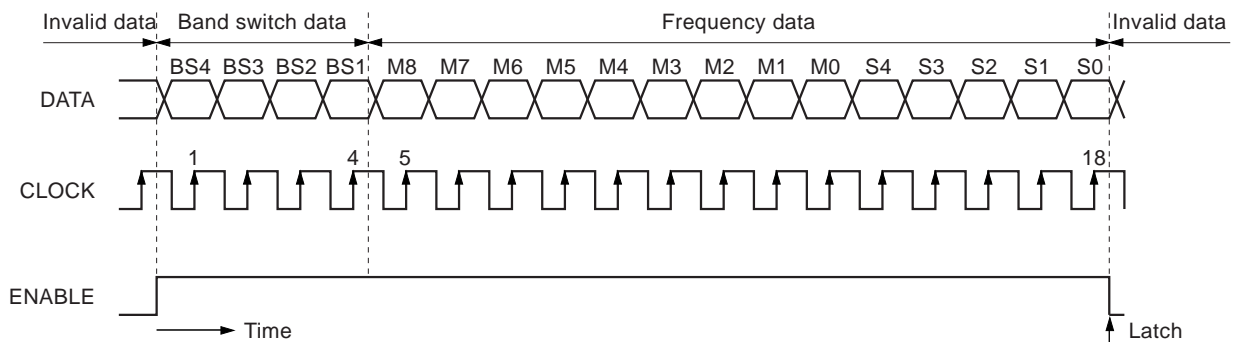 Invalid data Band switch data Frequency data Invalid data
BS4 BS3 BS2 BS1 M8 M7 M6 M5 M4 M3 M2 M1 M0 S4 S3 S2 S1 S0
DATA
1 4 5 18
CLOCK
ENABLE
Time Latch